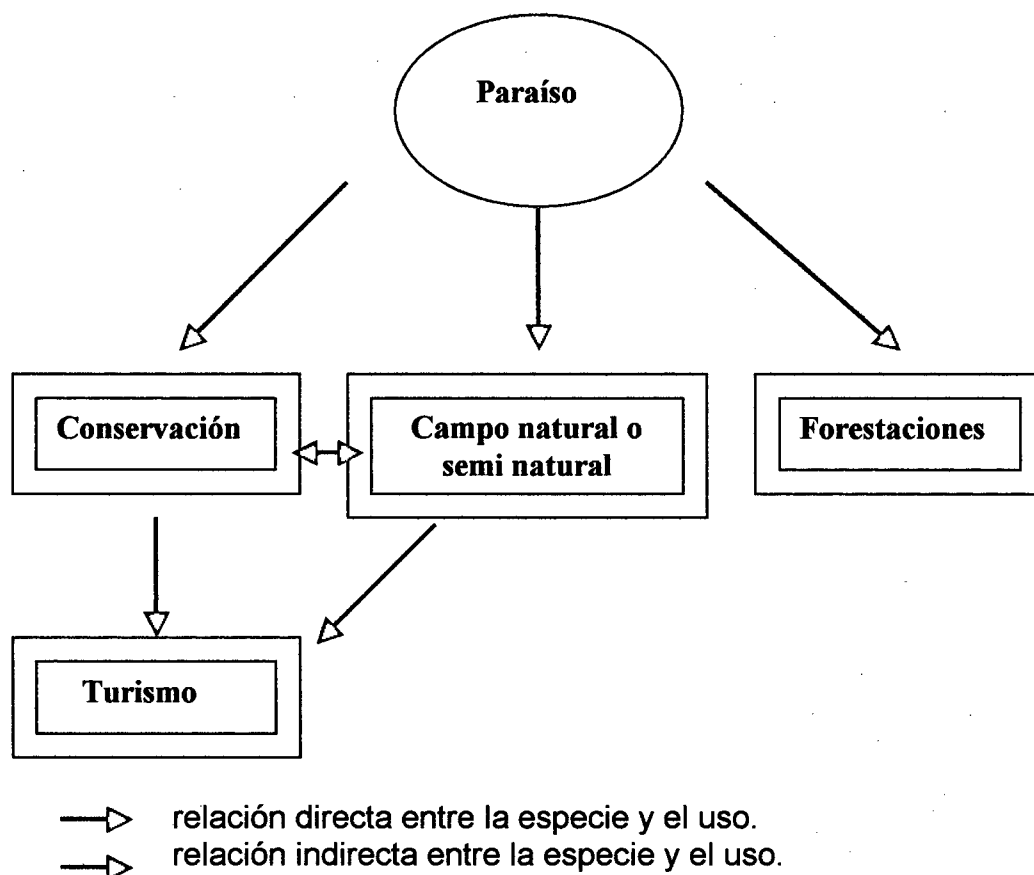 Paraíso
Conservación
Campo natural o
semi natural
Forestaciones
Turismo
relación directa entre la especie y el uso.
relación indirecta entre la especie y el uso.